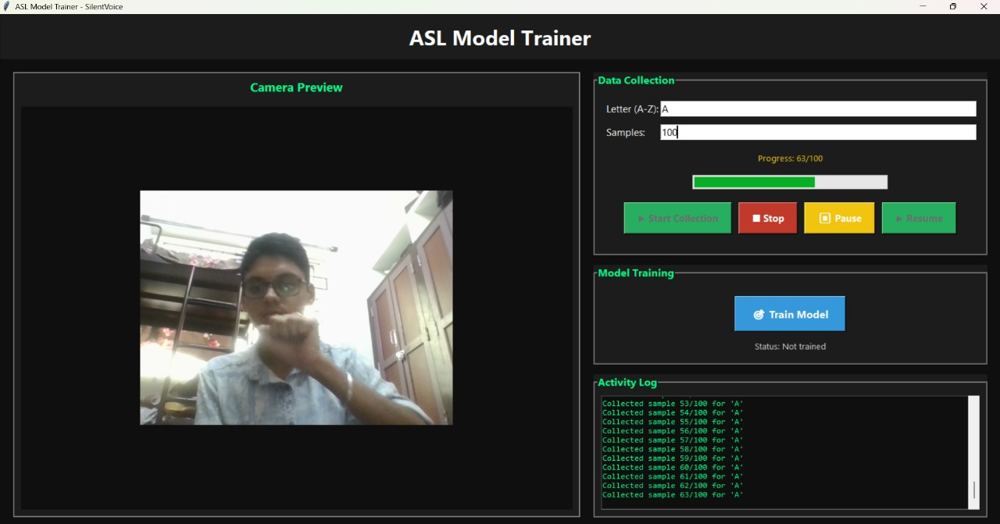 ASL Model Trainer - SilentVoice
ASL Model Trainer
Camera Preview
Data Collection
Letter (A-Z): A
Samples: 100
Progress: 63/100
Start Collection
Stop
Pause
Resume
Model Training
Train Model
Status: Not trained
Activity Log
Collected sample 53/100 for 'A'
Collected sample 54/100 for 'A'
Collected sample 55/100 for 'A'
Collected sample 56/100 for 'A'
Collected sample 57/100 for 'A'
Collected sample 58/100 for 'A'
Collected sample 59/100 for 'A'
Collected sample 60/100 for 'A'
Collected sample 61/100 for 'A'
Collected sample 62/100 for 'A'
Collected sample 63/100 for 'A'